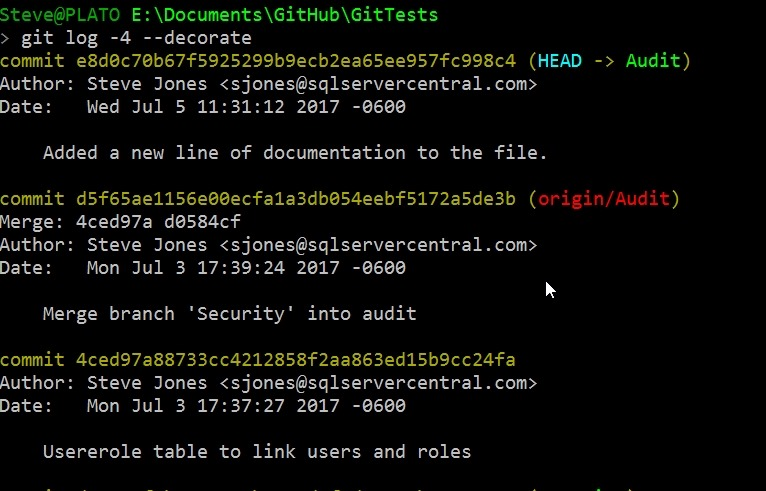 Steve@PLATO E:\Documents\GitHub\GitTests
> git log -4 --decorate
commit e8d0c70b67f5925299b9ecb2ea65ee957fc998c4 (HEAD -> Audit)
Author: Steve Jones <sjones@sqlservercentral.com>
Date:   Wed Jul 5 11:31:12 2017 -0600
Added a new line of documentation to the file.
commit d5f65ae1156e00ecfa1a3db054eebf5172a5de3b (origin/Audit)
Merge: 4ced97a d0584cf
Author: Steve Jones <sjones@sqlservercentral.com>
Date:   Mon Jul 3 17:39:24 2017 -0600
Merge branch 'Security' into audit
commit 4ced97a88733cc4212858f2aa863ed15b9cc24fa
Author: Steve Jones <sjones@sqlservercentral.com>
Date:   Mon Jul 3 17:37:27 2017 -0600
Usererole table to link users and roles